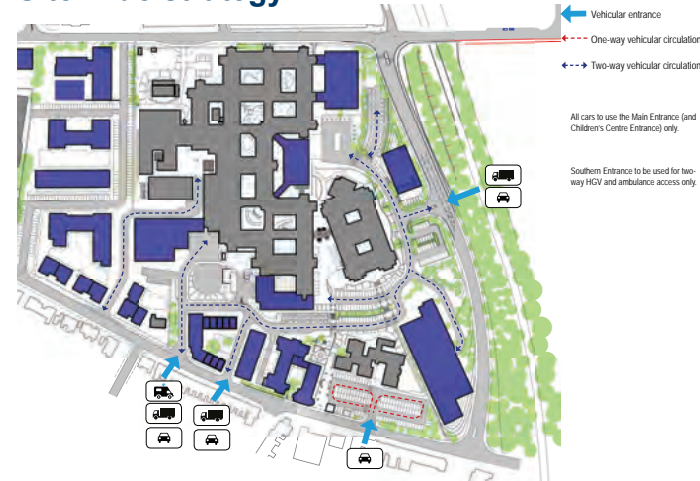 Vehicular entrance
One-way vehicular circulation
Two-way vehicular circulation
All cars to use the Main Entrance (and
Children's Centre Entrance) only.
Southern Entrance to be used for two-
way HGV and ambulance access only.